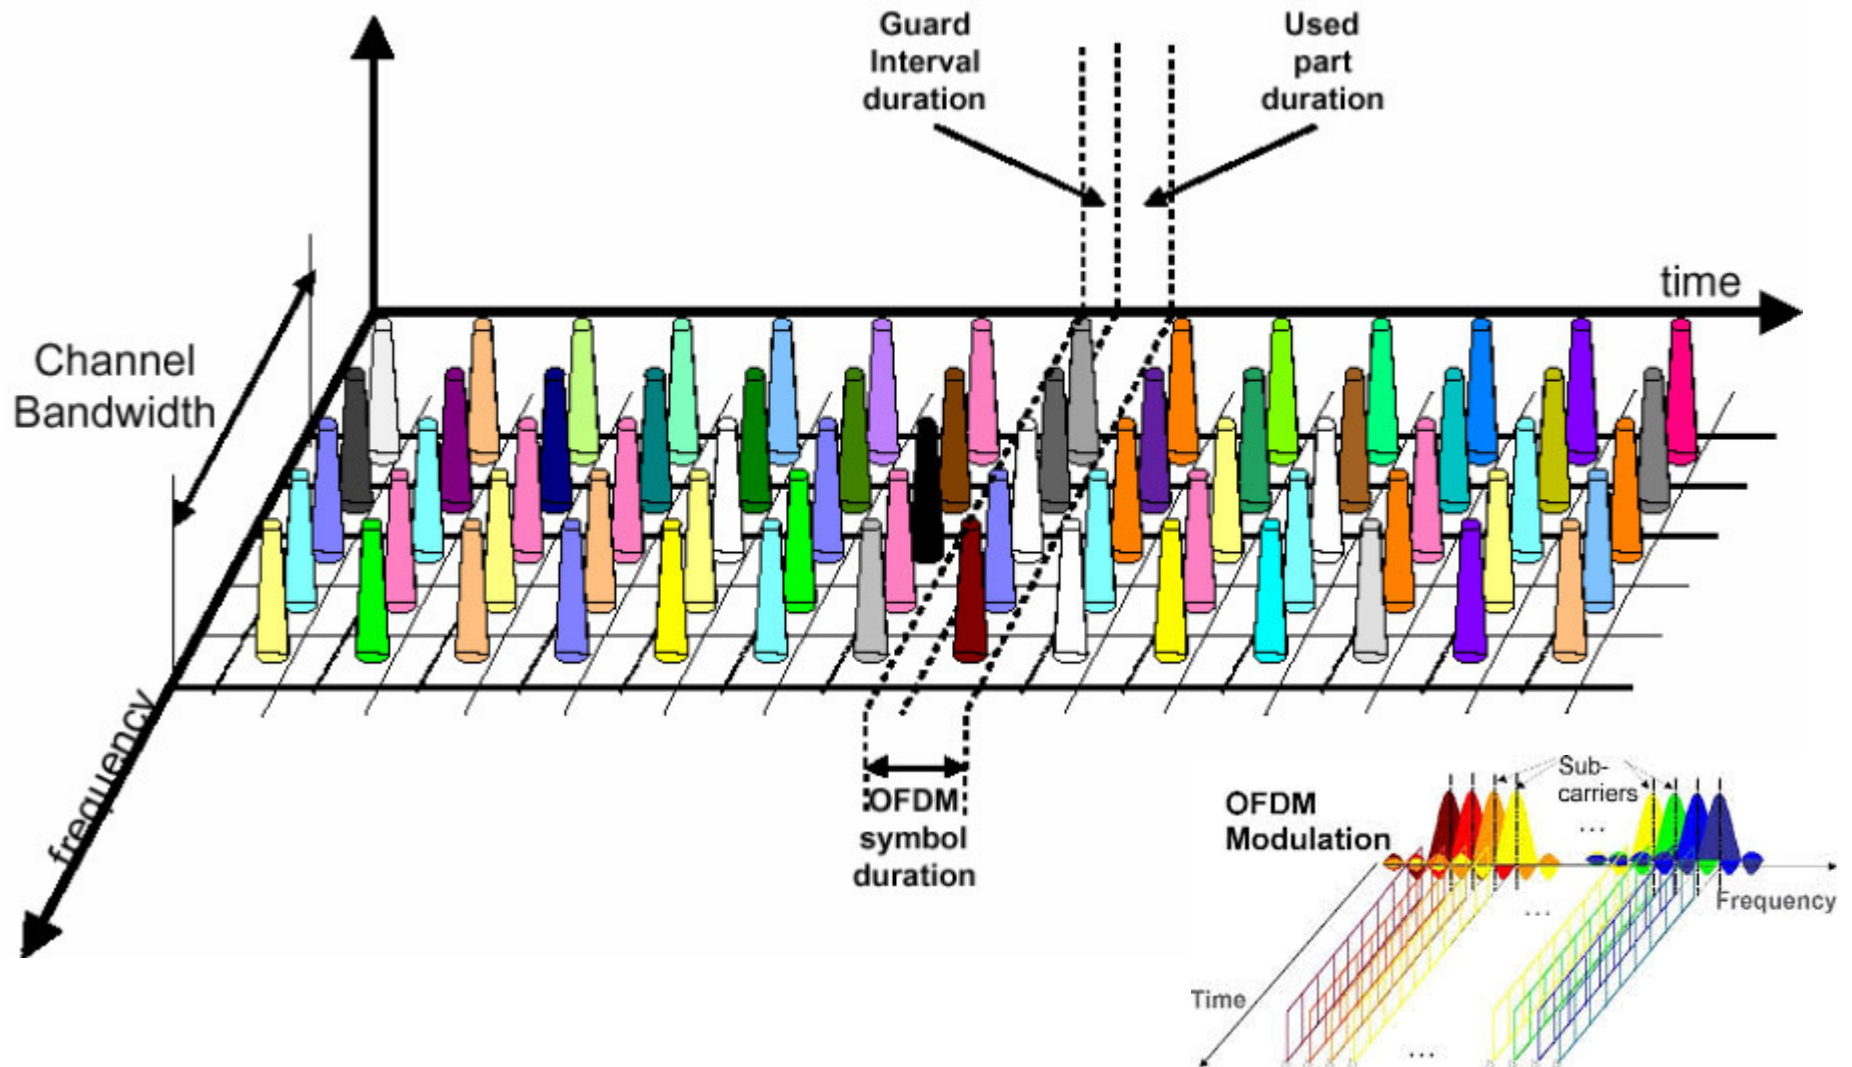 Guard
Interval
duration
Used
part
duration
time
Channel
Bandwidth
frequency
OFDM
symbol
duration
OFDM
Modulation
Sub-
carriers
...
Frequency
...
Time
...